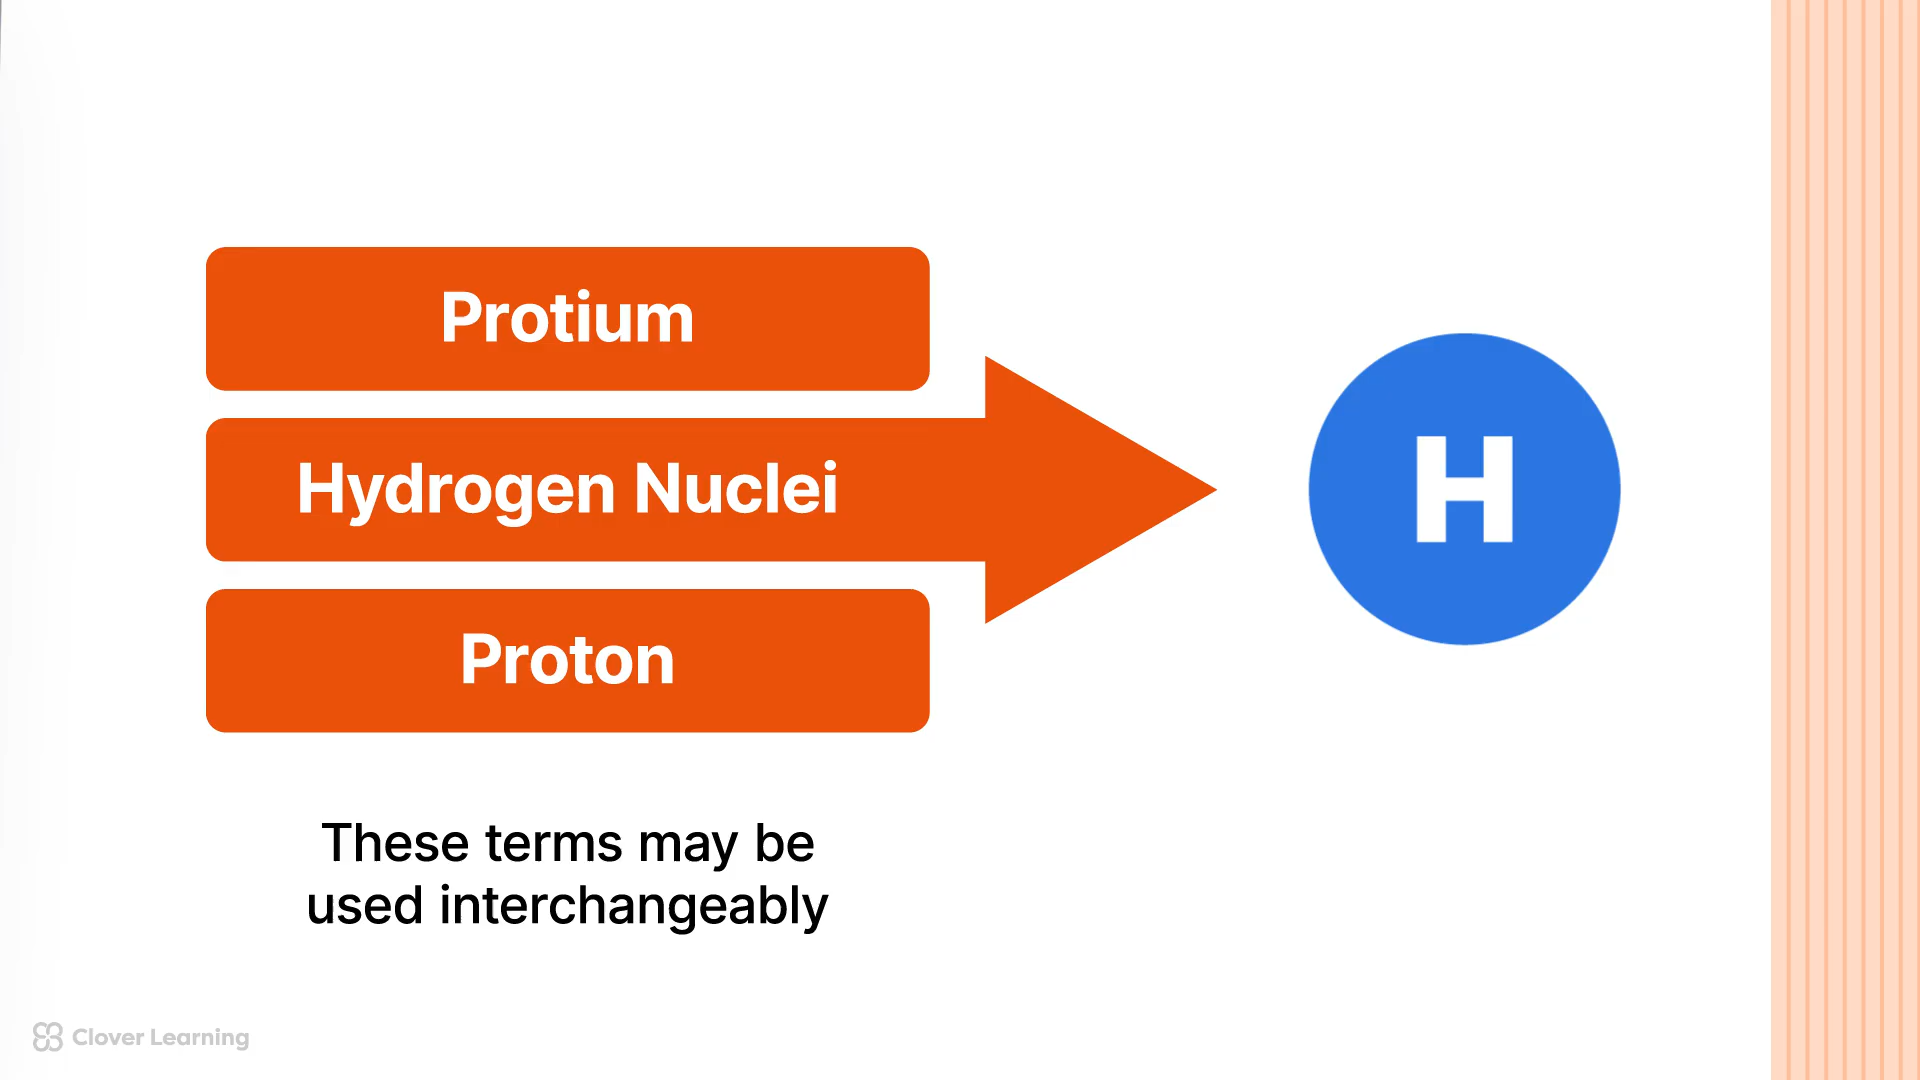 Protium
Hydrogen Nuclei
Proton
H
These terms may be
used interchangeably
Clover Learning